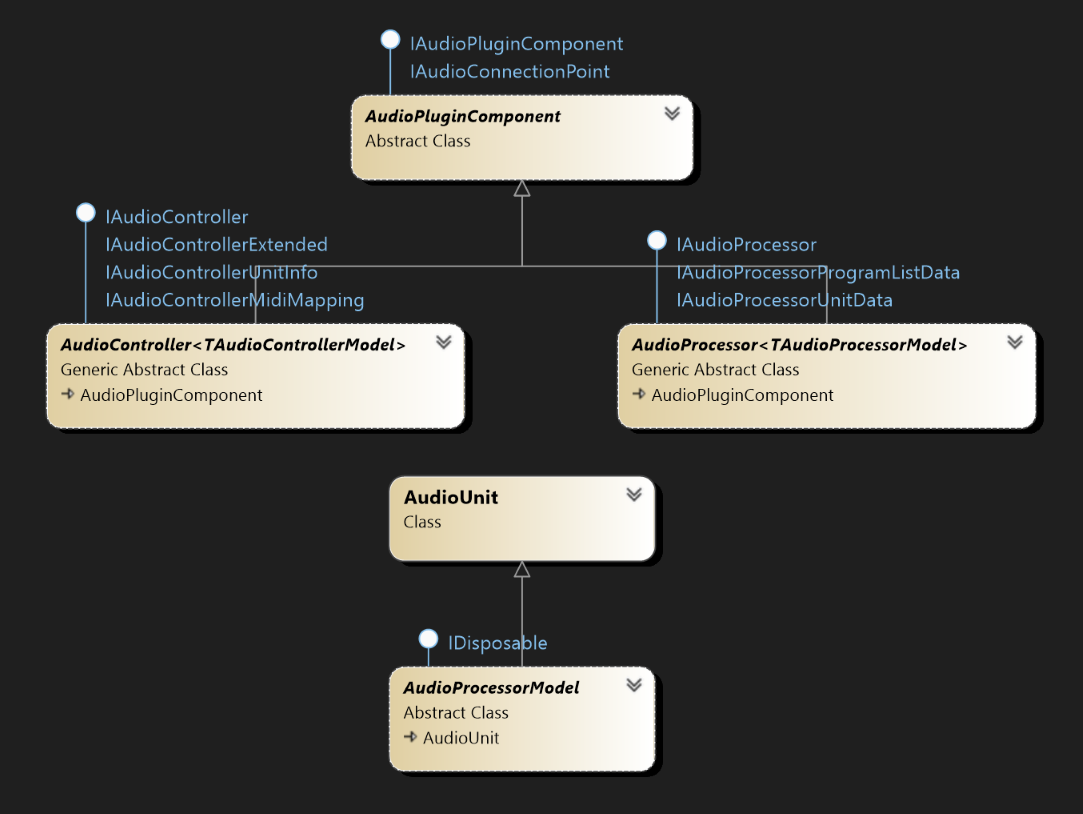 IAudioPluginComponent
IAudioConnectionPoint
AudioPluginComponent
Abstract Class
IAudioController
IAudioControllerExtended
IAudioControllerUnitInfo
IAudioControllerMidiMapping
AudioController<TAudioControllerModel>
Generic Abstract Class
AudioPluginComponent
IAudioProcessor
IAudioProcessorProgramListData
IAudioProcessorUnitData
AudioProcessor<TAudioProcessorModel>
Generic Abstract Class
AudioPluginComponent
AudioUnit
Class
IDisposable
AudioProcessorModel
Abstract Class
AudioUnit